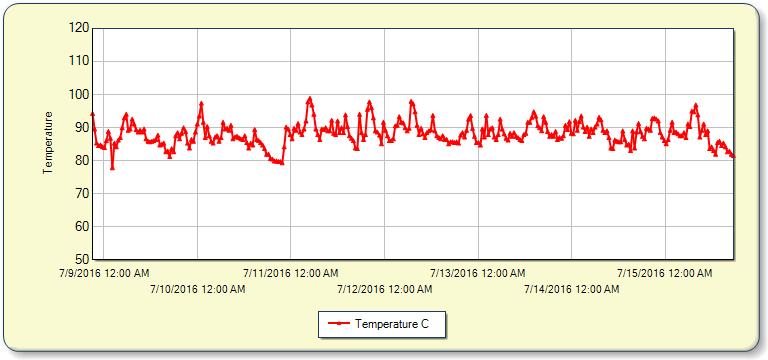 120
110
100
90
80
70
60
50
Temperature
7/9/2016 12:00 AM
7/11/2016 12:00 AM
7/13/2016 12:00 AM
7/15/2016 12:00 AM
7/10/2016 12:00 AM
7/12/2016 12:00 AM
7/14/2016 12:00 AM
Temperature C